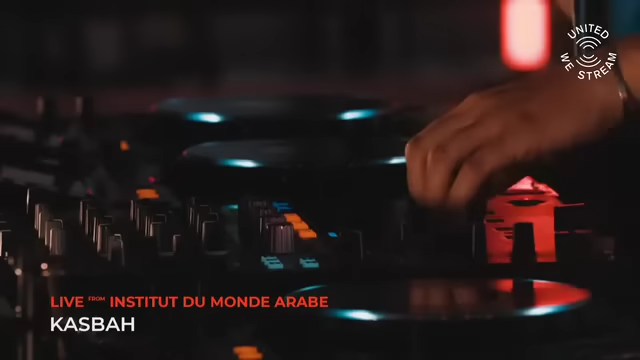 UNITED
WE STREAM
LIVE FROM INSTITUT DU MONDE ARABE
KASBAH